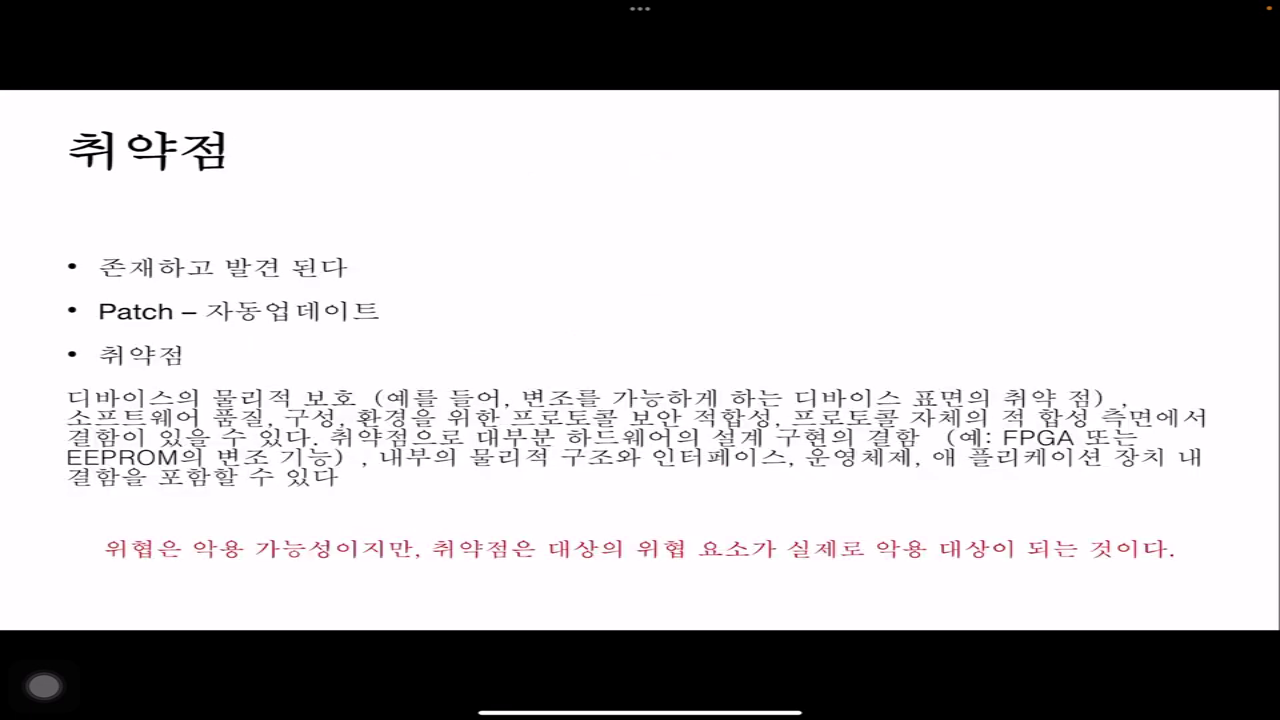 취약점
• 존재하고 발견 된다
• Patch – 자동업데이트
• 취약점
디바이스의 물리적 보호 (예를 들어, 변조를 가능하게 하는 디바이스 표면의 취약 점) ,
소프트웨어 품질, 구성, 환경을 위한 프로토콜 보안 적합성, 프로토콜 자체의 적 합성 측면에서
결함이 있을 수 있다. 취약점으로 대부분 하드웨어의 설계 구현의 결함 (예: FPGA 또는
EEPROM의 변조 기능) , 내부의 물리적 구조와 인터페이스, 운영체제, 애 플리케이션 장치 내
결함을 포함할 수 있다
위협은 악용 가능성이지만, 취약점은 대상의 위협 요소가 실제로 악용 대상이 되는 것이다.